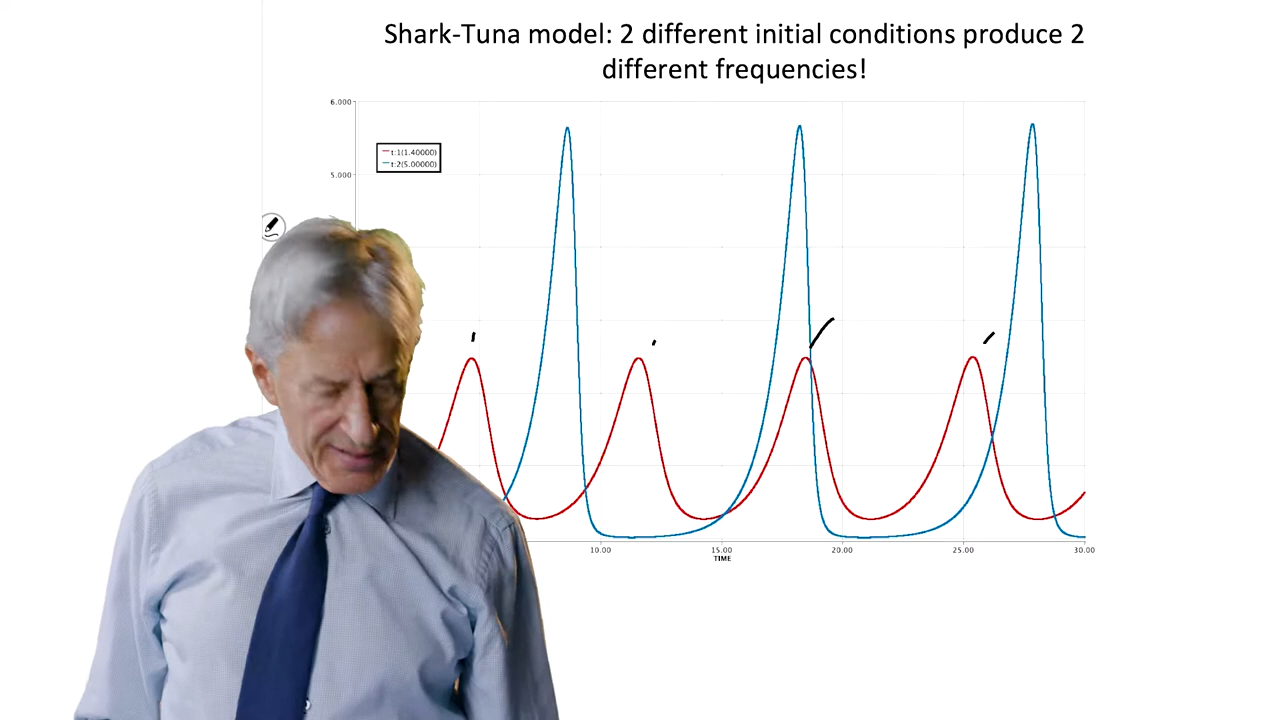 Shark-Tuna model: 2 different initial conditions produce 2
different frequencies!
6.000
t:1(1.40000)
t:2(5.00000)
5.000
10.00
15.00
20.00
25.00
30.00
TIME